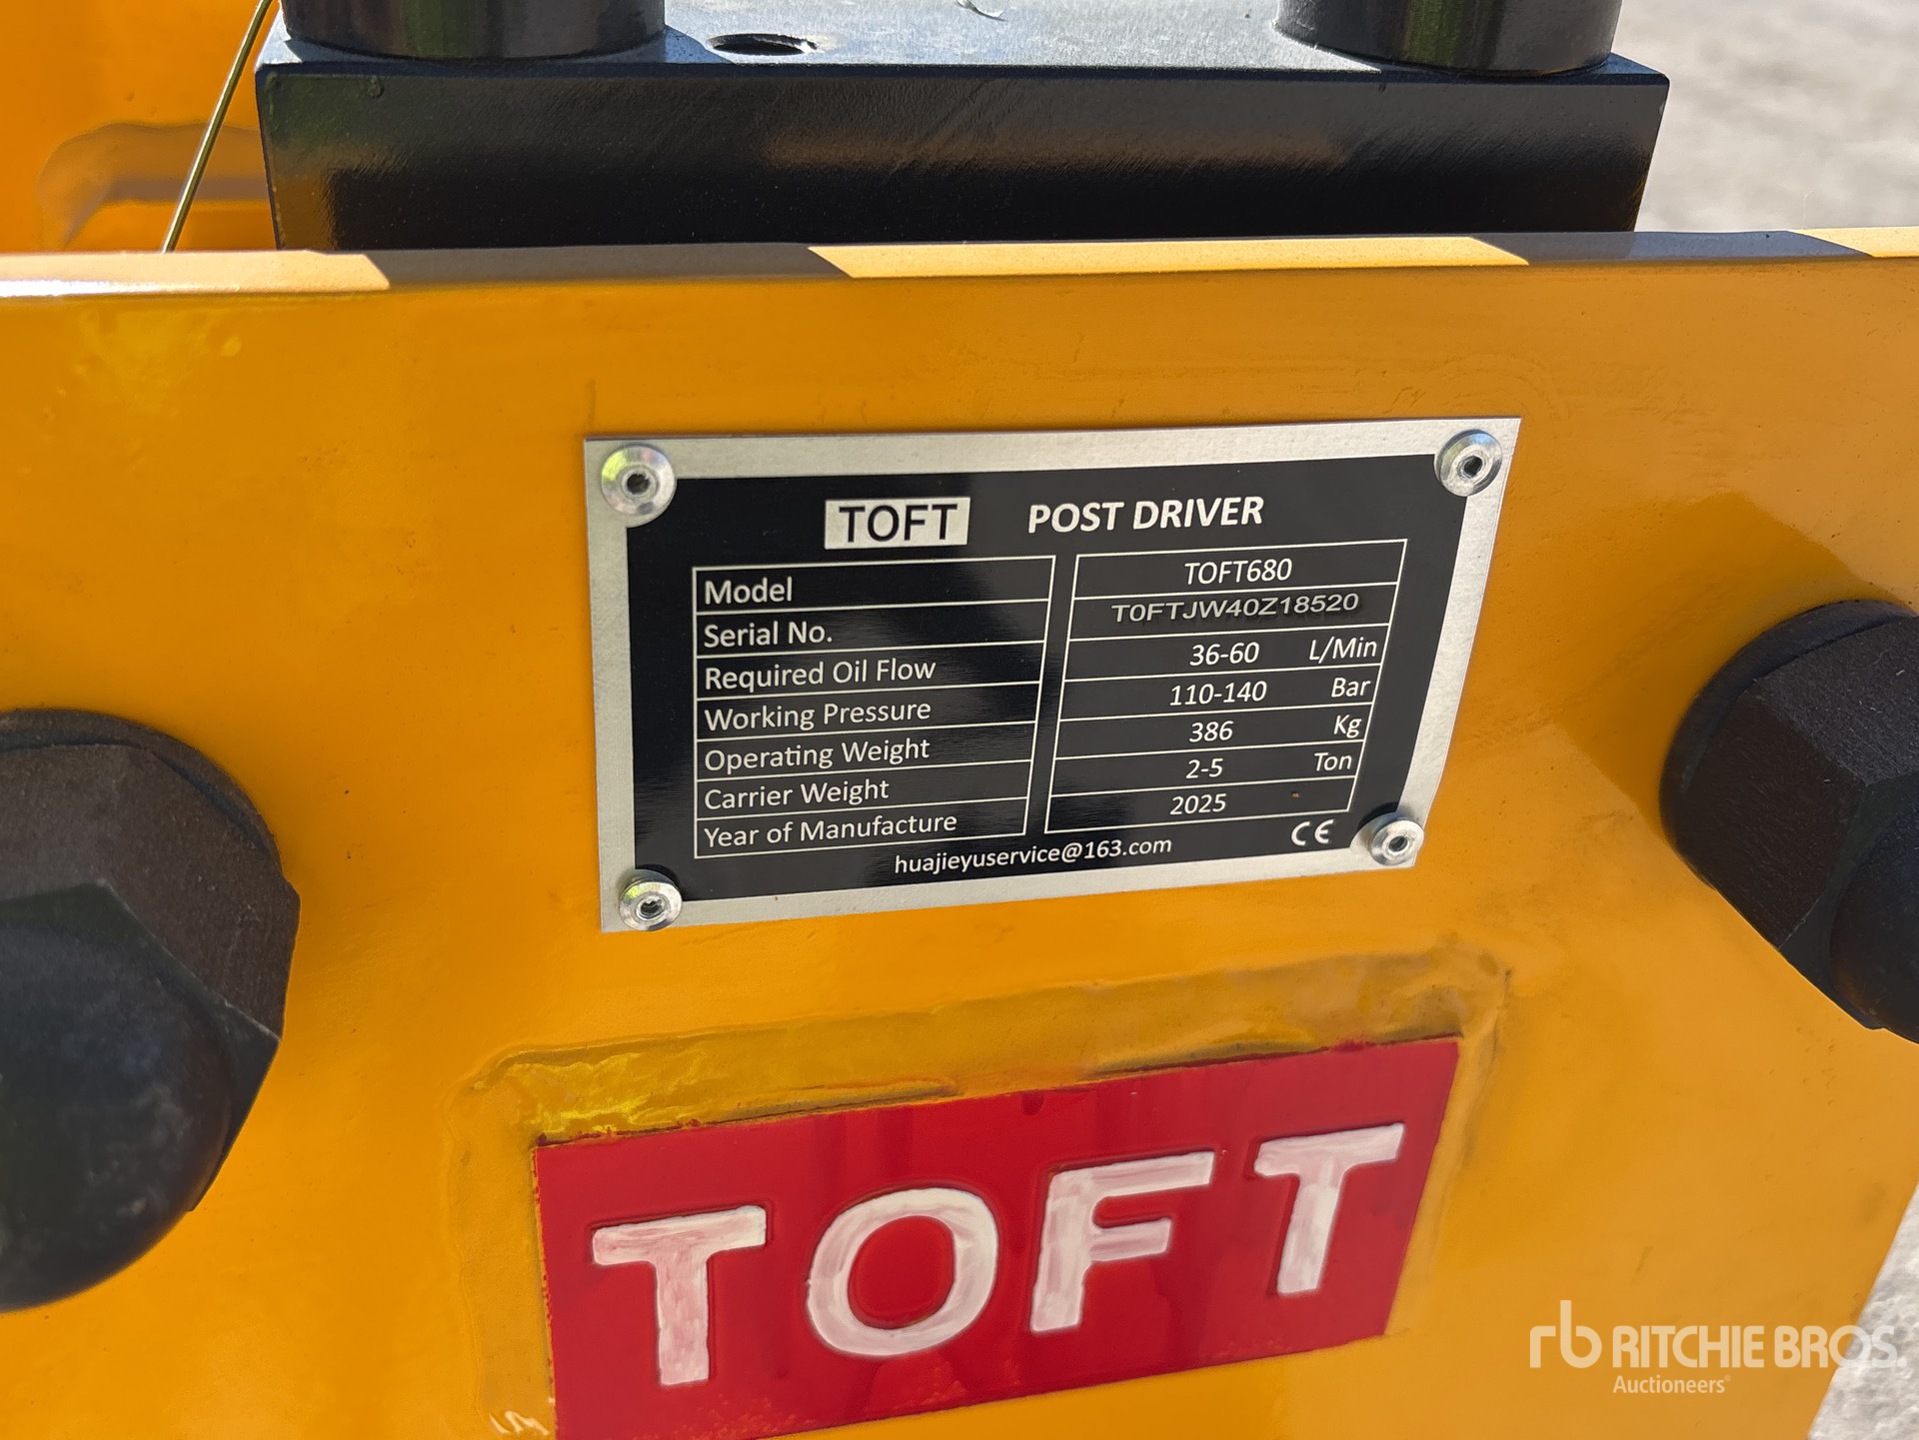 TOFT POST DRIVER
Model TOFT680
Serial No. T0FTJW40Z18520
Required Oil Flow 36-60 L/Min
Working Pressure 110-140 Bar
Operating Weight 386 Kg
Carrier Weight 2-5 Ton
Year of Manufacture 2025
huajieyuservice@163.com CE
TOFT
rb RITCHIE BROS.
Auctioneers